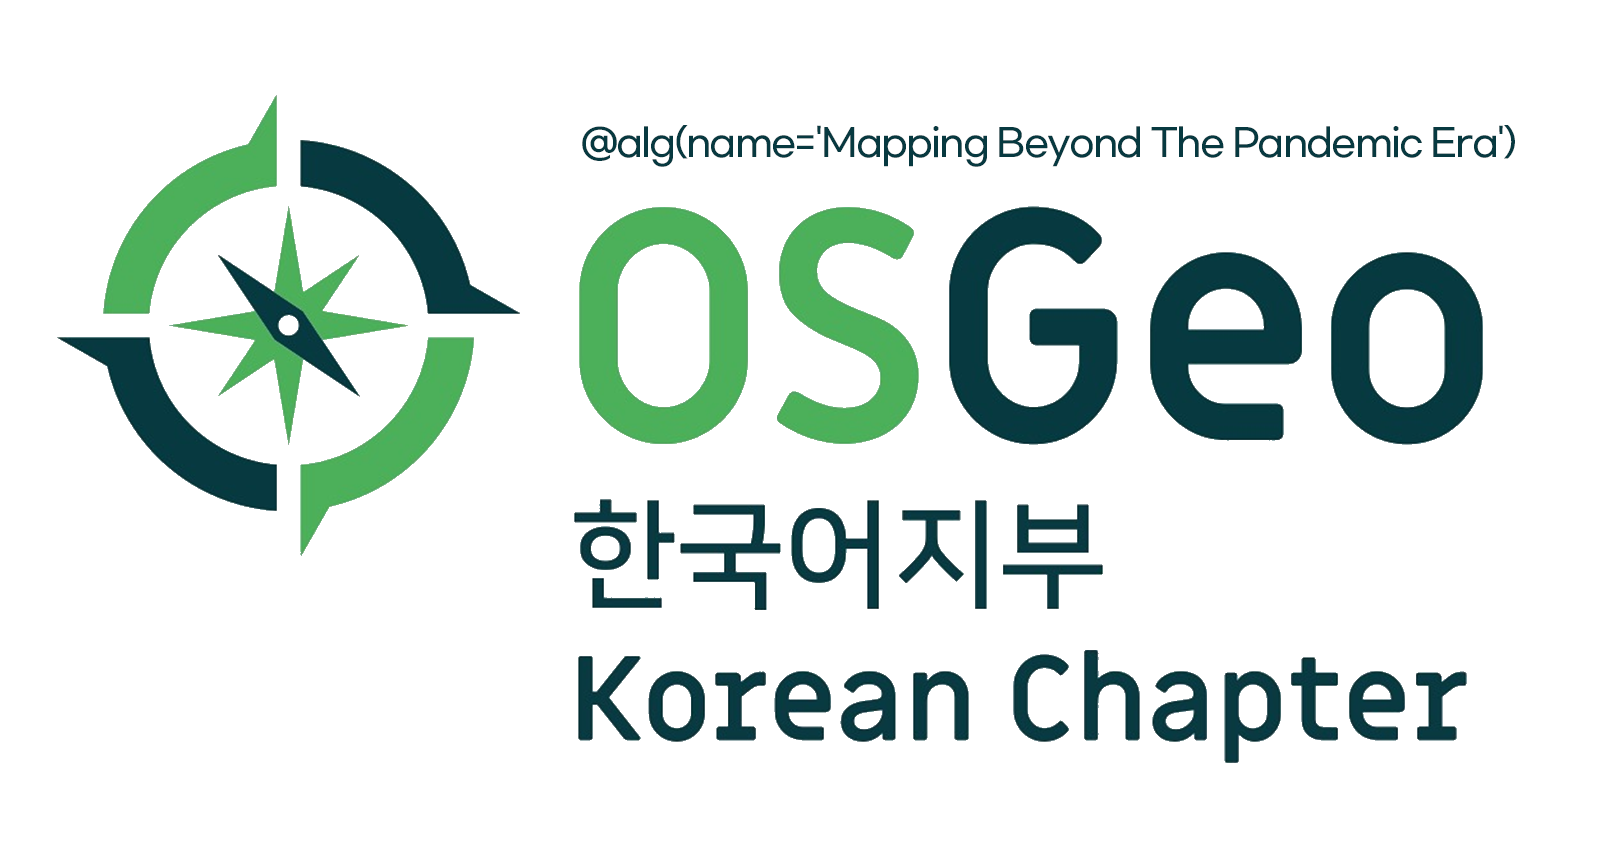 @alg(name='Mapping Beyond The Pandemic Era')
OSGeo
한국어지부
Korean Chapter